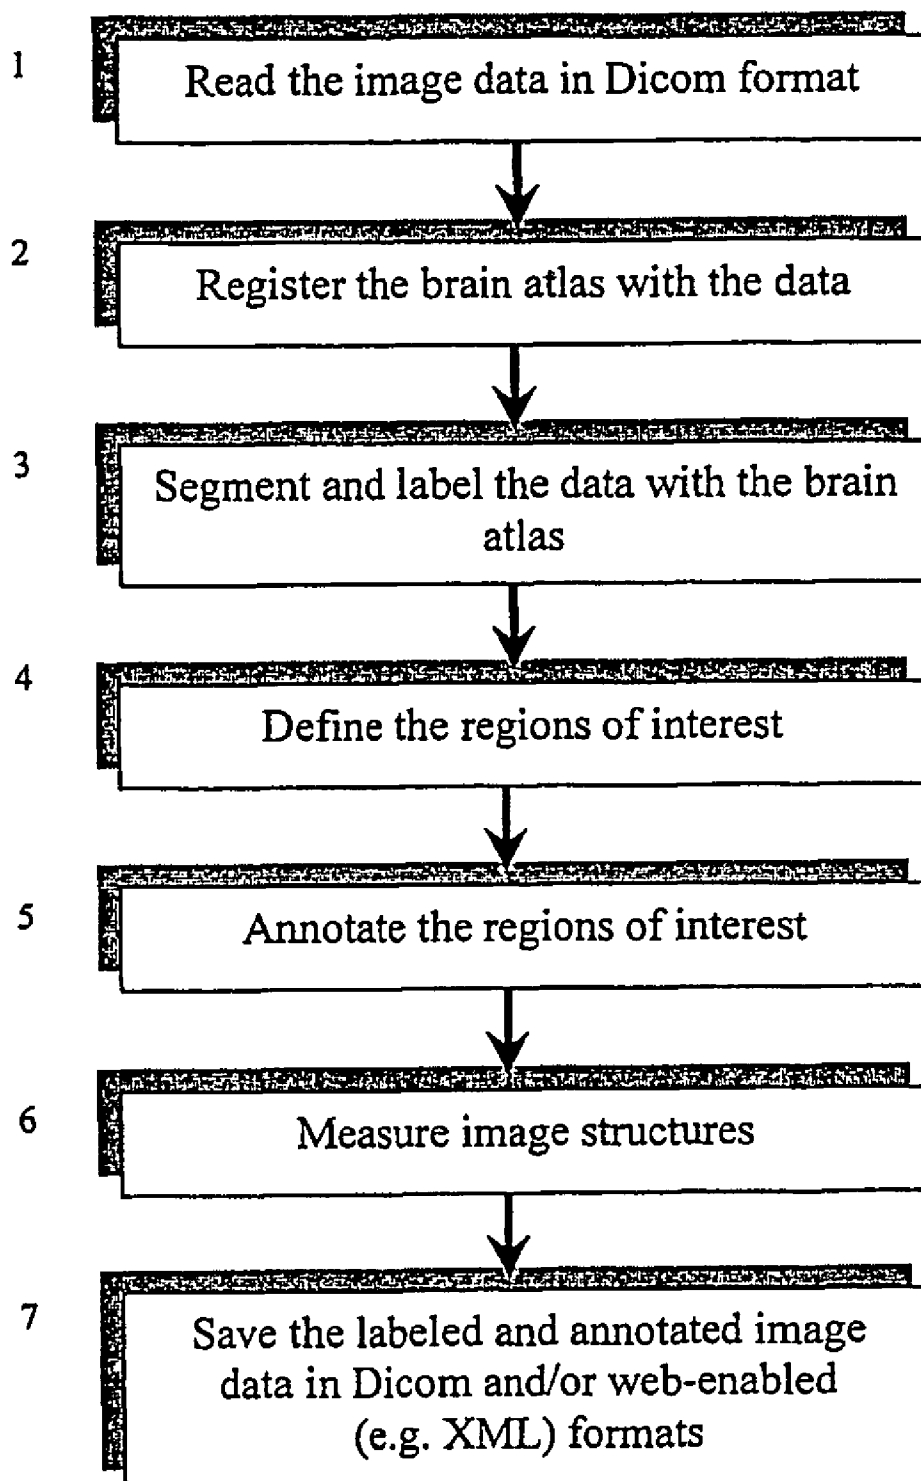 1
Read the image data in Dicom format
2
Register the brain atlas with the data
3
Segment and label the data with the brain
atlas
4
Define the regions of interest
5
Annotate the regions of interest
6
Measure image structures
7
Save the labeled and annotated image
data in Dicom and/or web-enabled
(e.g. XML) formats